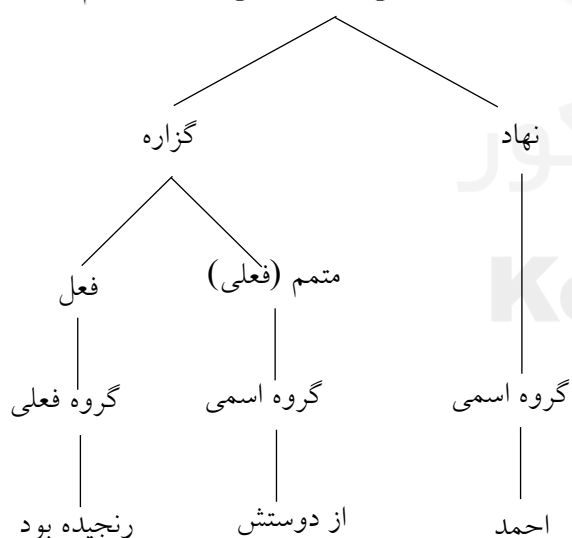 نهاد گزاره
متمم (فعلی) فعل
گروه اسمی گروه اسمی گروه فعلی
احمد از دوستش رنجیده بود